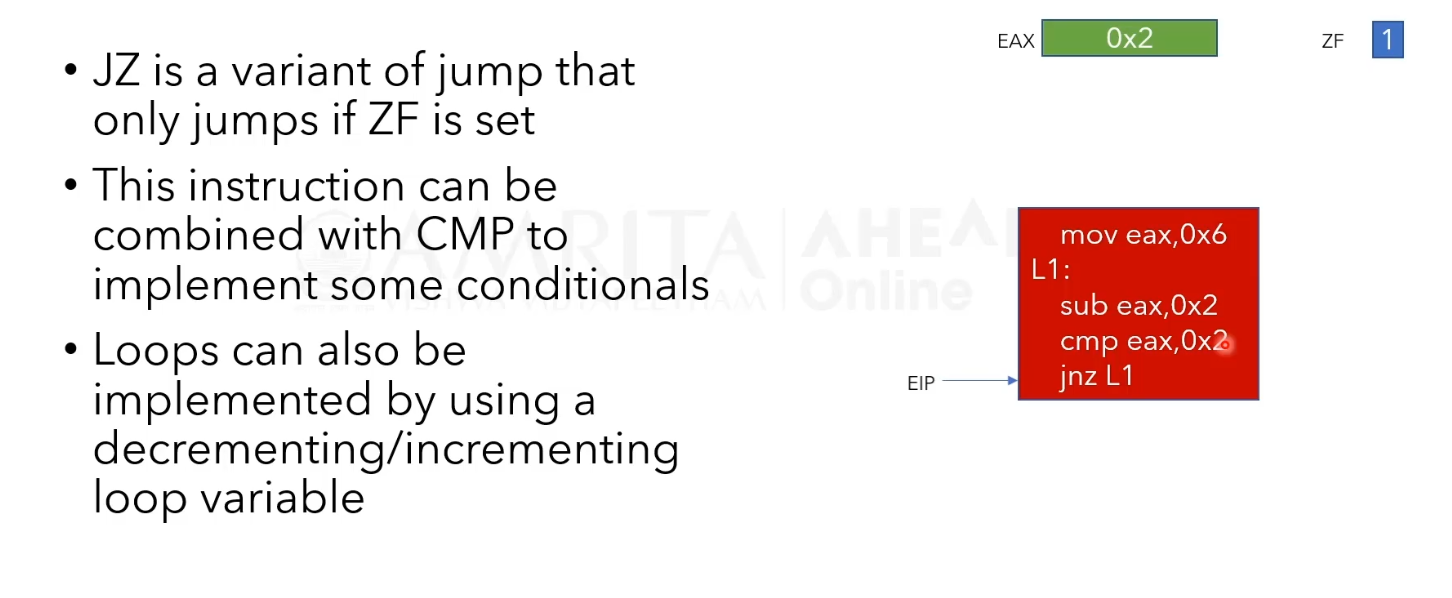 EAX 0x2 ZF 1
• JZ is a variant of jump that
only jumps if ZF is set
• This instruction can be
combined with CMP to
implement some conditionals
• Loops can also be
implemented by using a
decrementing/incrementing
loop variable
AMRITA
AHEA
Online
mov eax,0x6
L1:
sub eax,0x2
cmp eax,0x2
jnz L1
EIP